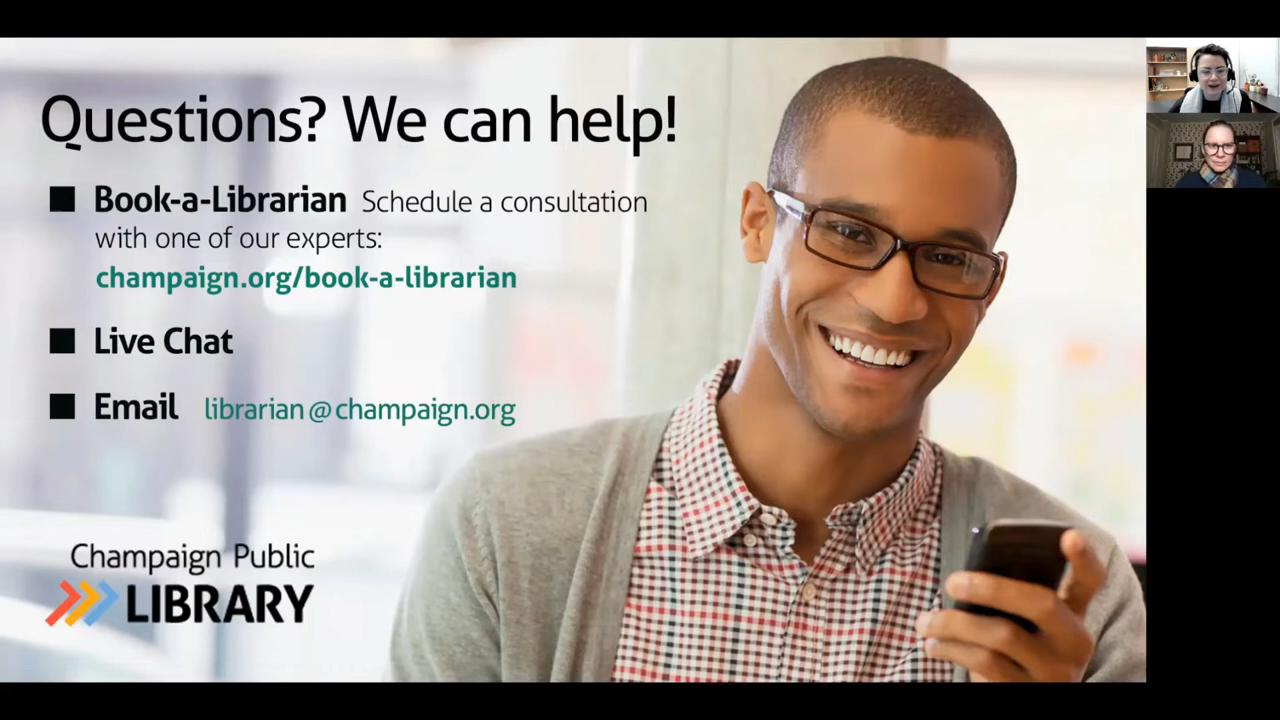 Questions? We can help!
Book-a-Librarian Schedule a consultation
with one of our experts:
champaign.org/book-a-librarian
Live Chat
Email librarian@champaign.org
Champaign Public
LIBRARY